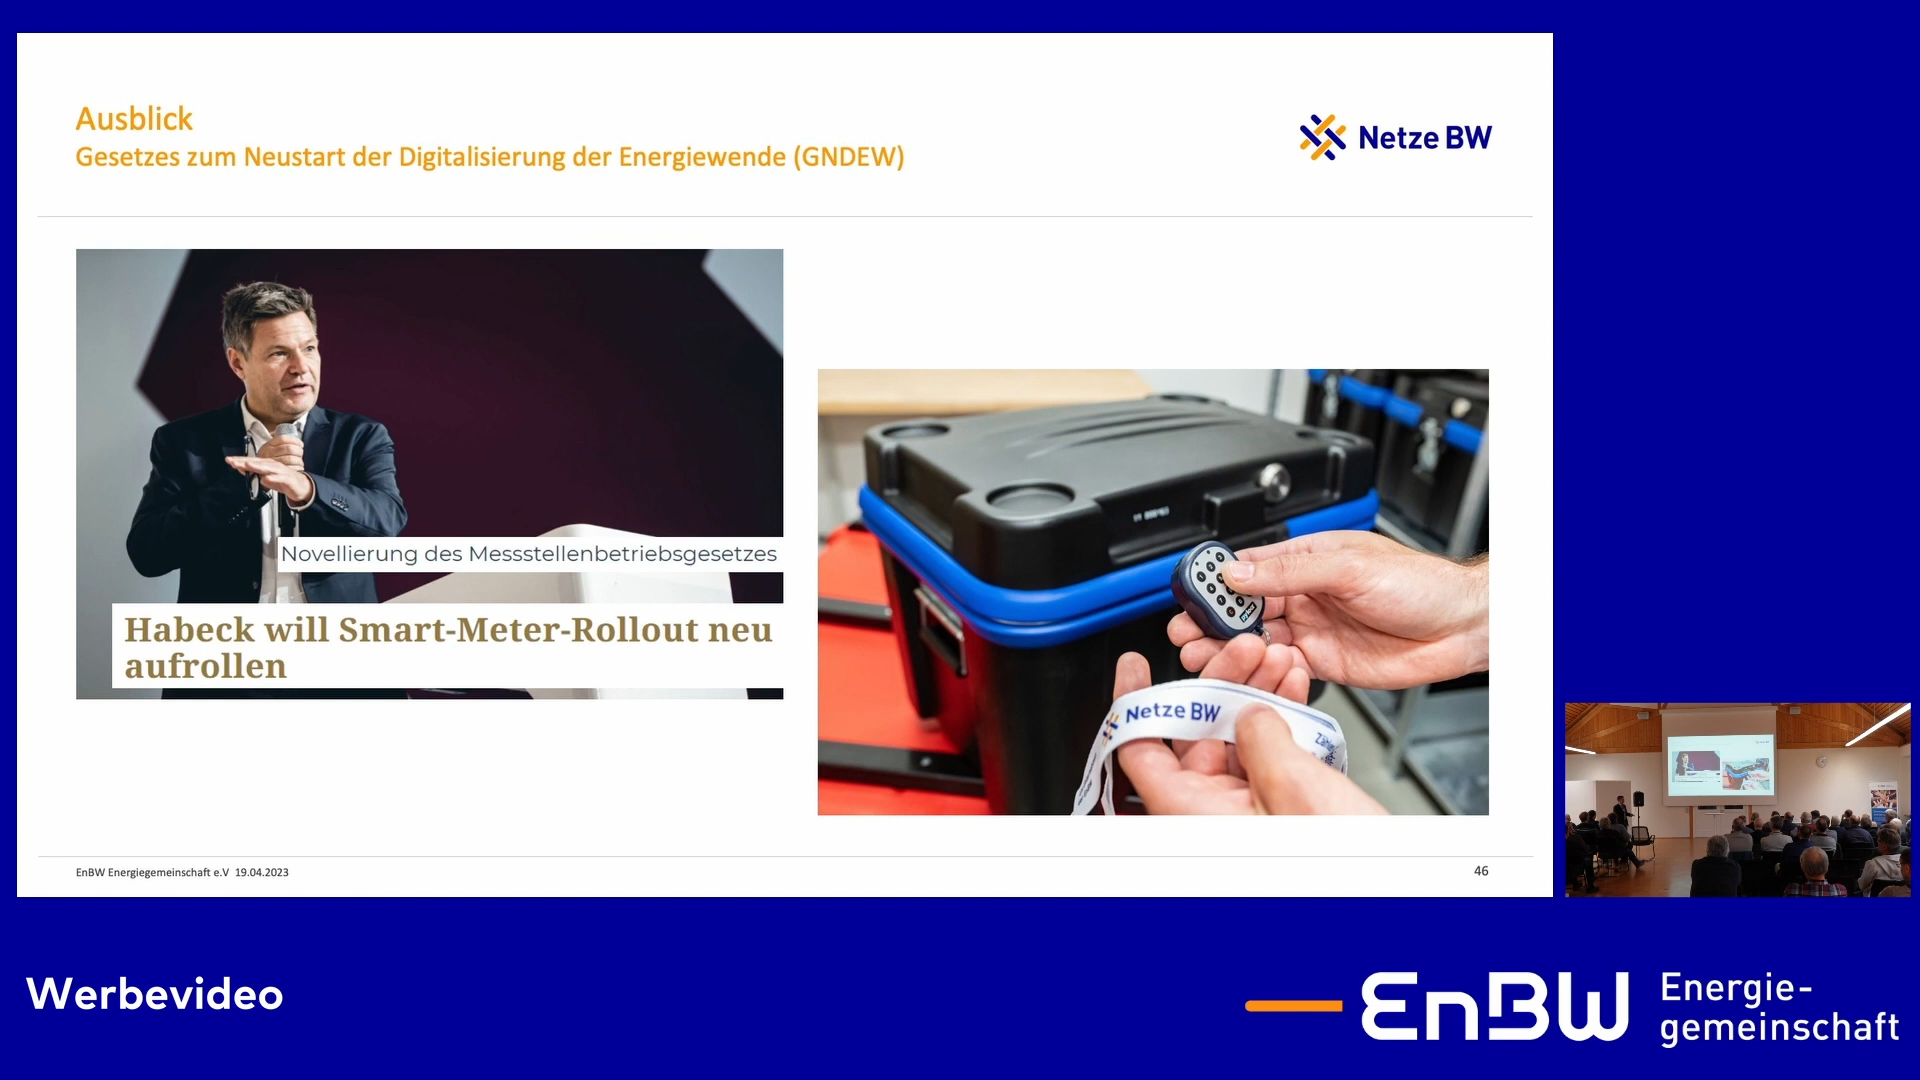 Ausblick
Gesetzes zum Neustart der Digitalisierung der Energiewende (GNDEW)
Netze BW
Novellierung des Messstellenbetriebsgesetzes
Habeck will Smart-Meter-Rollout neu
aufrollen
Netze BW
EnBW Energiegemeinschaft e.V 19.04.2023
46
Werbevideo
EnBW
Energie-
gemeinschaft